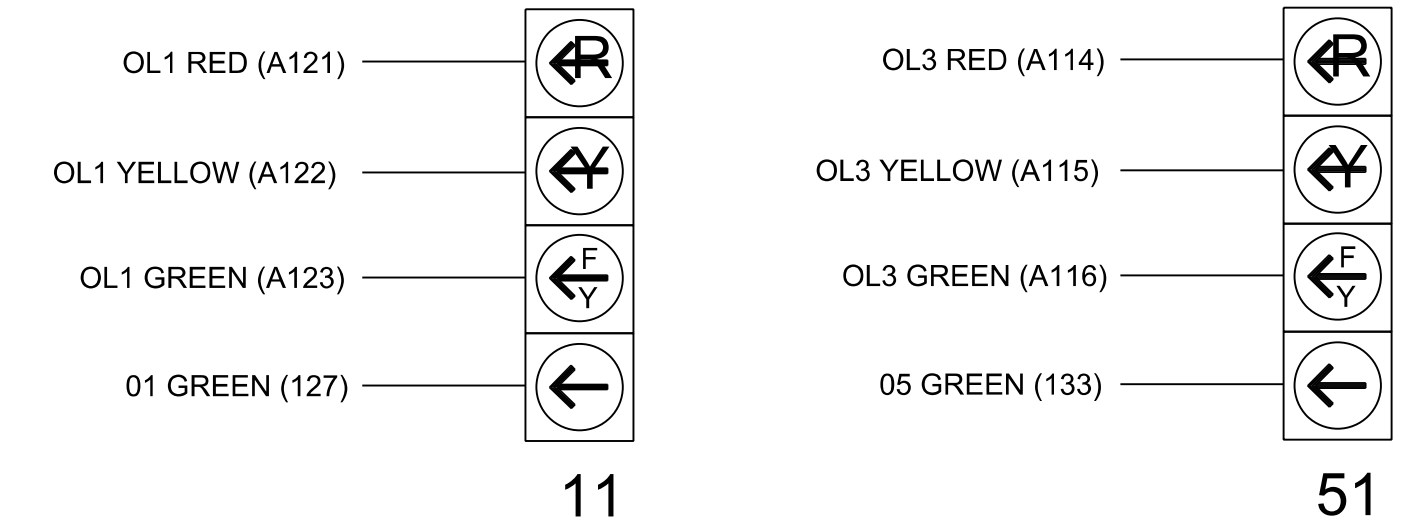 OL1 RED (A121)
R
OL1 YELLOW (A122)
Y
OL1 GREEN (A123)
F
Y
01 GREEN (127)
11
OL3 RED (A114)
R
OL3 YELLOW (A115)
Y
OL3 GREEN (A116)
F
Y
05 GREEN (133)
51